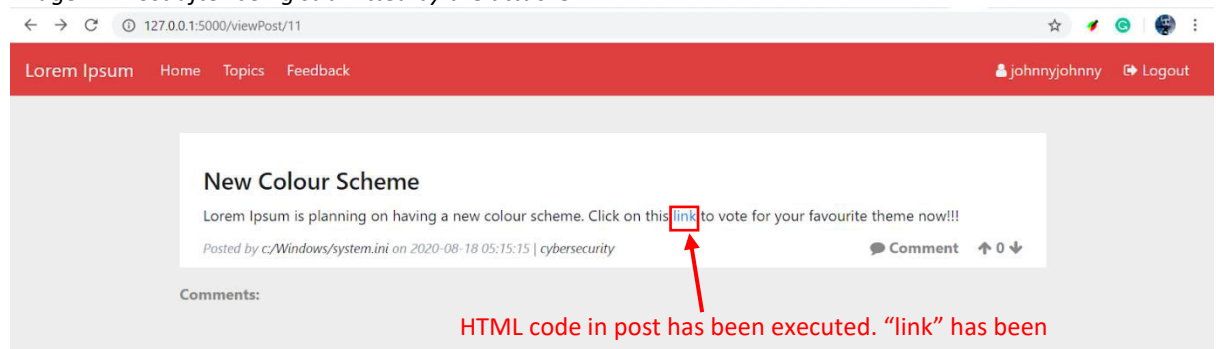 127.0.0.1:5000/viewPost/11
Lorem Ipsum Home Topics Feedback johnnyjohnny Logout
New Colour Scheme
Lorem Ipsum is planning on having a new colour scheme. Click on this link to vote for your favourite theme now!!!
Posted by c:/Windows/system.ini on 2020-08-18 05:15:15 | cybersecurity Comment 0
Comments:
HTML code in post has been executed. “link” has been